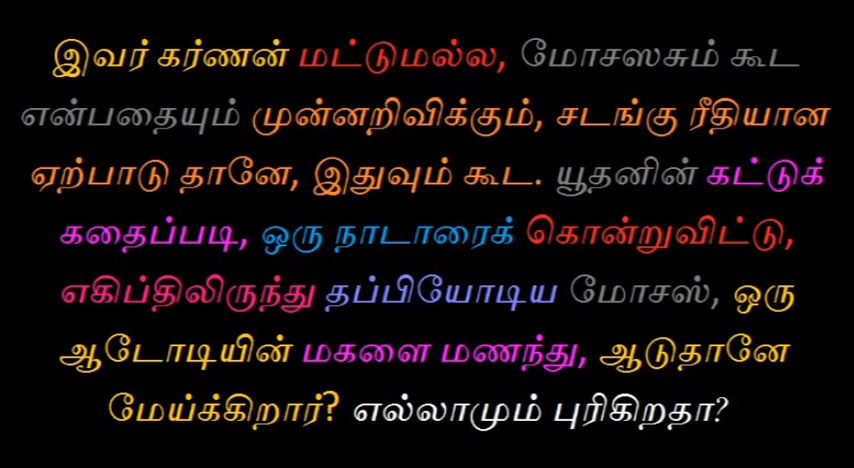 இவர் கர்ணன் மட்டுமல்ல, மோசஸசும் கூட
என்பதையும் முன்னறிவிக்கும், சடங்கு ரீதியான
ஏற்பாடு தானே, இதுவும் கூட. யூதனின் கட்டுக்
கதைப்படி, ஒரு நாடாரைக் கொன்றுவிட்டு,
எகிப்திலிருந்து தப்பியோடிய மோசஸ், ஒரு
ஆடோடியின் மகளை மணந்து, ஆடுதானே
மேய்க்கிறார்? எல்லாமும் புரிகிறதா?